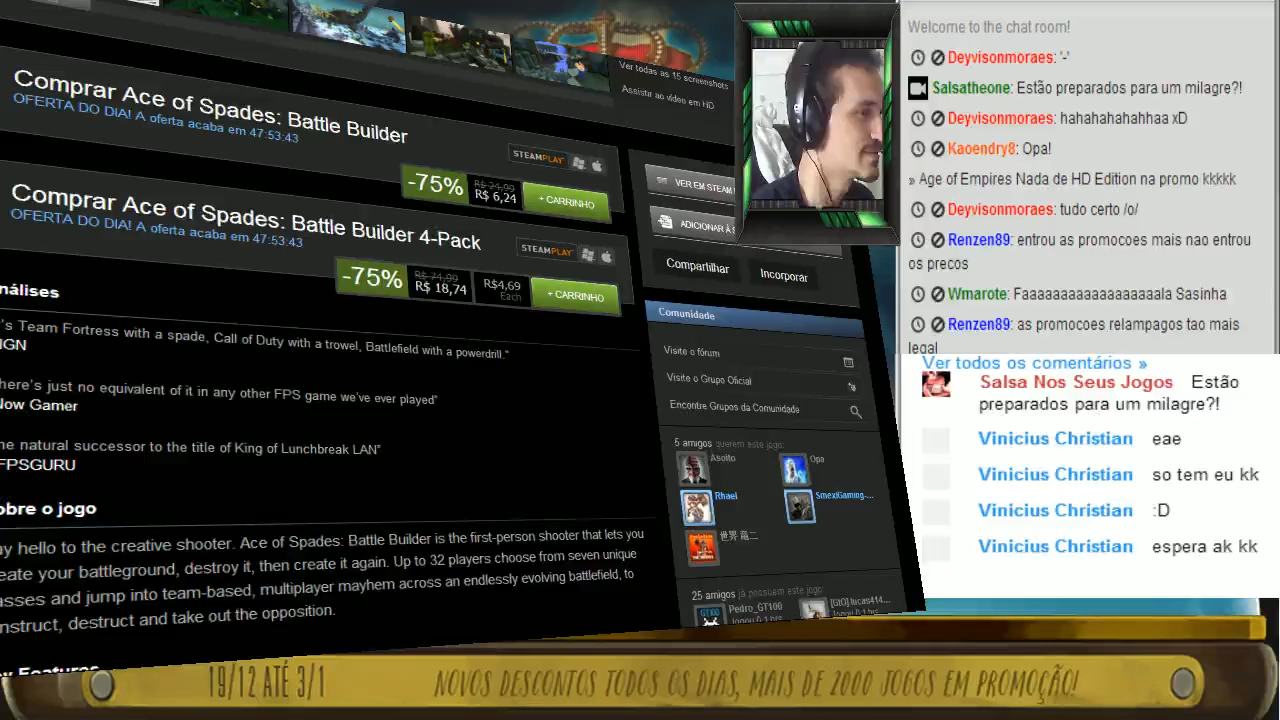 Ver todas as 15 screenshots
Assistir ao vídeo em HD
Comprar Ace of Spades: Battle Builder
OFERTA DO DIA! A oferta acaba em 47:53:43
STEAMPLAY
-75%
R$ 24,99
R$ 6,24
+ CARRINHO
Comprar Ace of Spades: Battle Builder 4-Pack
OFERTA DO DIA! A oferta acaba em 47:53:43
STEAMPLAY
-75%
R$ 74,99
R$ 18,74
R$4,69
Each
+ CARRINHO
VER EM STEAM
ADICIONAR À S
Compartilhar
Incorporar
nálises
's Team Fortress with a spade, Call of Duty with a trowel, Battlefield with a powerdrill."
IGN
here's just no equivalent of it in any other FPS game we've ever played"
Now Gamer
he natural successor to the title of King of Lunchbreak LAN"
FPSGURU
obre o jogo
ay hello to the creative shooter. Ace of Spades: Battle Builder is the first-person shooter that lets you
eate your battleground, destroy it, then create it again. Up to 32 players choose from seven unique
asses and jump into team-based, multiplayer mayhem across an endlessly evolving battlefield, to
nstruct, destruct and take out the opposition.
Comunidade
Visite o fórum
Visite o Grupo Oficial
Encontre Grupos da Comunidade
5 amigos querem este jogo:
Asolto
Opa
Rhael
SmexiGaming-...
世界 竜二
25 amigos já possuem este jogo:
Pedro_GT100
[GtO].lucas414...
Welcome to the chat room!
Deyvisonmoraes: '-'
Salsatheone: Estão preparados para um milagre?!
Deyvisonmoraes: hahahahahahhaa xD
Kaoendry8: Opa!
» Age of Empires Nada de HD Edition na promo kkkkk
Deyvisonmoraes: tudo certo /o/
Renzen89: entrou as promocoes mais nao entrou
os precos
Wmarote: Faaaaaaaaaaaaaaaaala Sasinha
Renzen89: as promocoes relampagos tao mais
legal
Ver todos os comentários »
Salsa Nos Seus Jogos Estão
preparados para um milagre?!
Vinicius Christian eae
Vinicius Christian so tem eu kk
Vinicius Christian :D
Vinicius Christian espera ak kk
19/12 ATÉ 3/1
NOVOS DESCONTOS TODOS OS DIAS, MAIS DE 2000 JOGOS EM PROMOÇÃO!